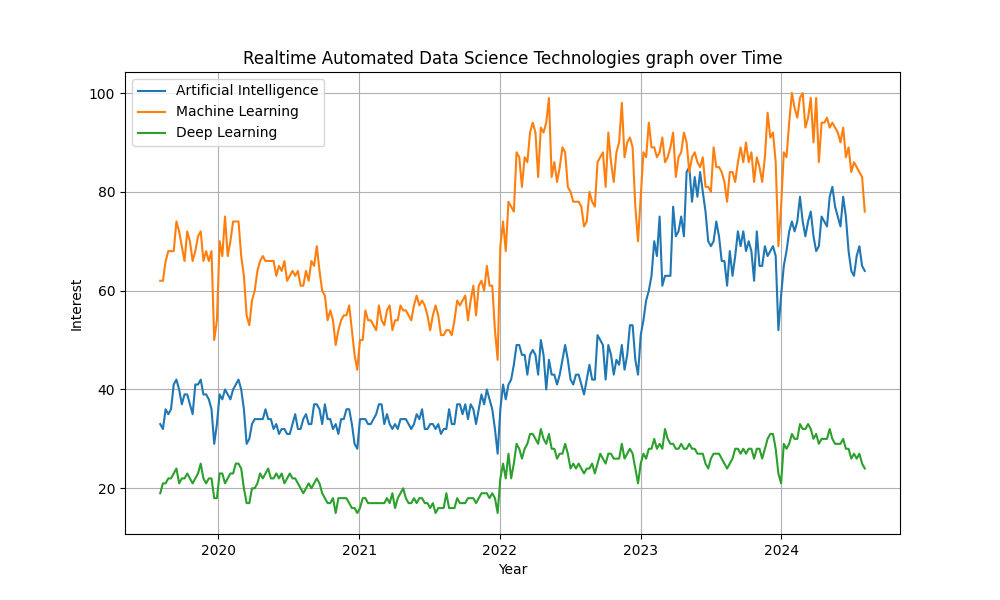 Realtime Automated Data Science Technologies graph over Time
Artificial Intelligence
Machine Learning
Deep Learning
100
80
60
40
20
Interest
2020 2021 2022 2023 2024
Year